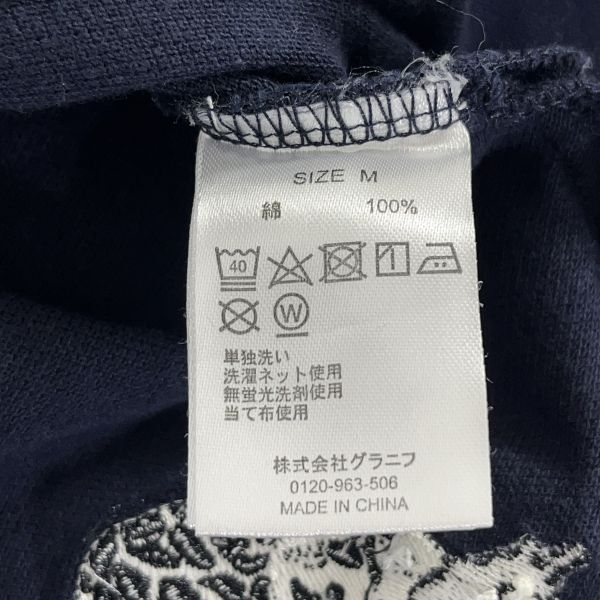 SIZE M
綿 100%
40
W
単独洗い
洗濯ネット使用
無蛍光洗剤使用
当て布使用
株式会社グラニフ
0120-963-506
MADE IN CHINA